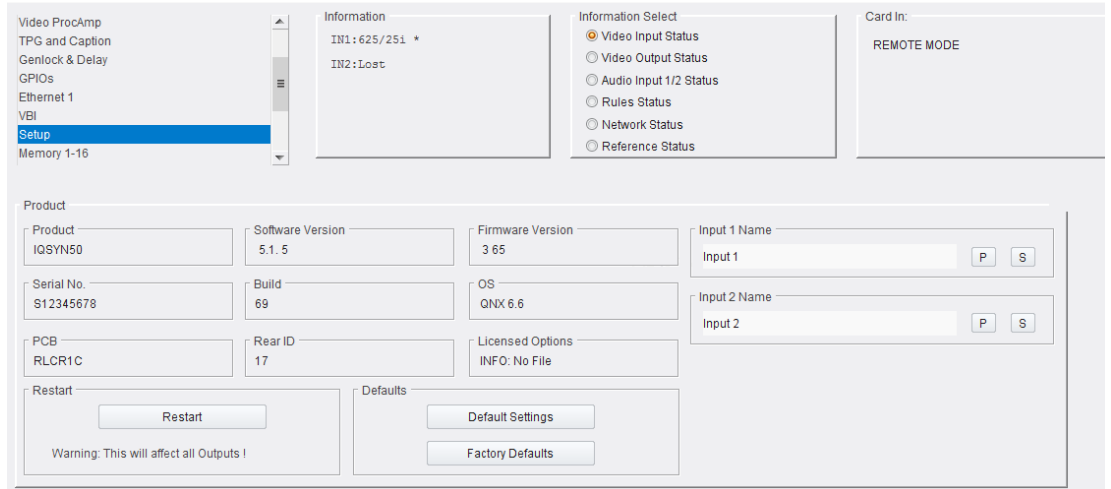 Video ProcAmp
TPG and Caption
Genlock & Delay
GPIOs
Ethernet 1
VBI
Setup
Memory 1-16
Information
IN1:625/25i *
IN2:Lost
Information Select
Video Input Status
Video Output Status
Audio Input 1/2 Status
Rules Status
Network Status
Reference Status
Card In:
REMOTE MODE
Product
Product
IQSYN50
Software Version
5.1. 5
Firmware Version
3 65
Input 1 Name
Input 1
P
S
Serial No.
S12345678
Build
69
OS
QNX 6.6
Input 2 Name
Input 2
P
S
PCB
RLCR1C
Rear ID
17
Licensed Options
INFO: No File
Restart
Restart
Warning: This will affect all Outputs !
Defaults
Default Settings
Factory Defaults